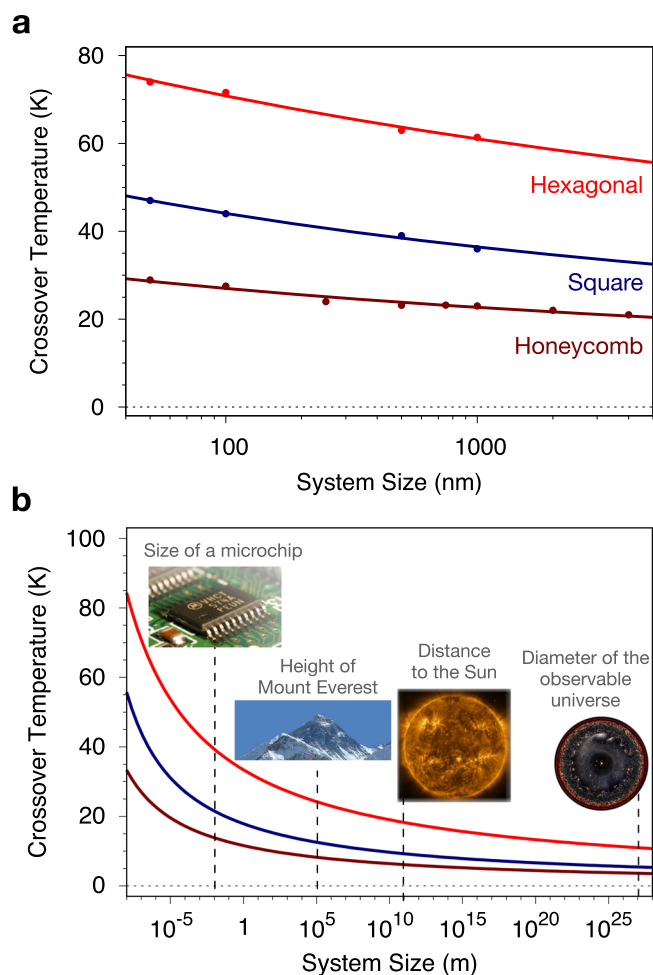 a
80
60
40
20
0
Crossover Temperature (K)
Hexagonal
Square
Honeycomb
100
1000
System Size (nm)
b
100
80
60
40
20
0
Crossover Temperature (K)
Size of a microchip
Height of
Mount Everest
Distance
to the Sun
Diameter of the
observable
universe
10⁻⁵
1
10⁵
10¹⁰
10¹⁵
10²⁰
10²⁵
System Size (m)